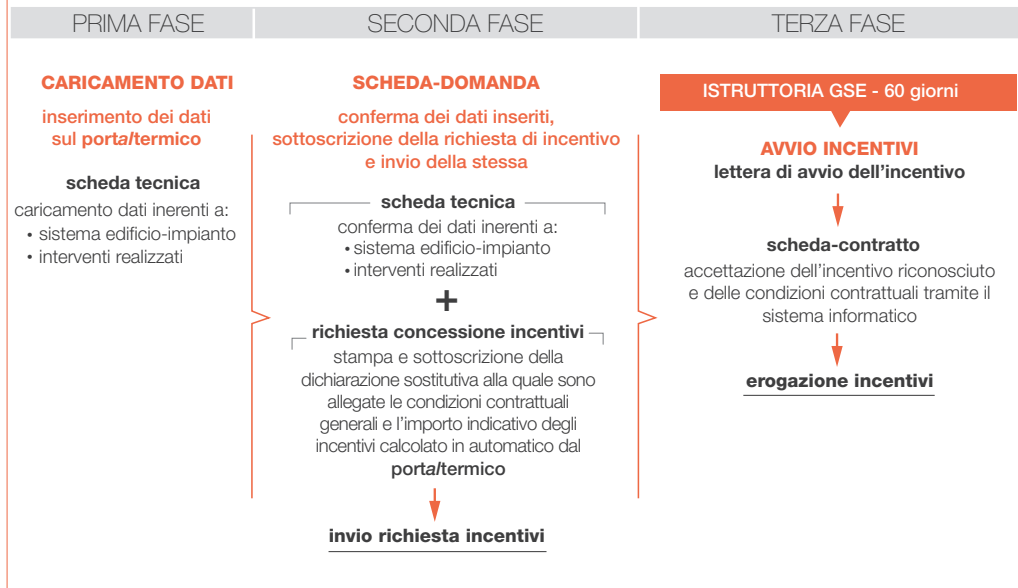 PRIMA FASE
CARICAMENTO DATI
inserimento dei dati
sul portaltermico
scheda tecnica
caricamento dati inerenti a:
• sistema edificio-impianto
• interventi realizzati
SECONDA FASE
SCHEDA-DOMANDA
conferma dei dati inseriti,
sottoscrizione della richiesta di incentivo
e invio della stessa
scheda tecnica
conferma dei dati inerenti a:
• sistema edificio-impianto
• interventi realizzati
+
richiesta concessione incentivi
stampa e sottoscrizione della
dichiarazione sostitutiva alla quale sono
allegate le condizioni contrattuali
generali e l'importo indicativo degli
incentivi calcolato in automatico dal
portaltermico
invio richiesta incentivi
TERZA FASE
ISTRUTTORIA GSE - 60 giorni
AVVIO INCENTIVI
lettera di avvio dell'incentivo
scheda-contratto
accettazione dell'incentivo riconosciuto
e delle condizioni contrattuali tramite il
sistema informatico
erogazione incentivi